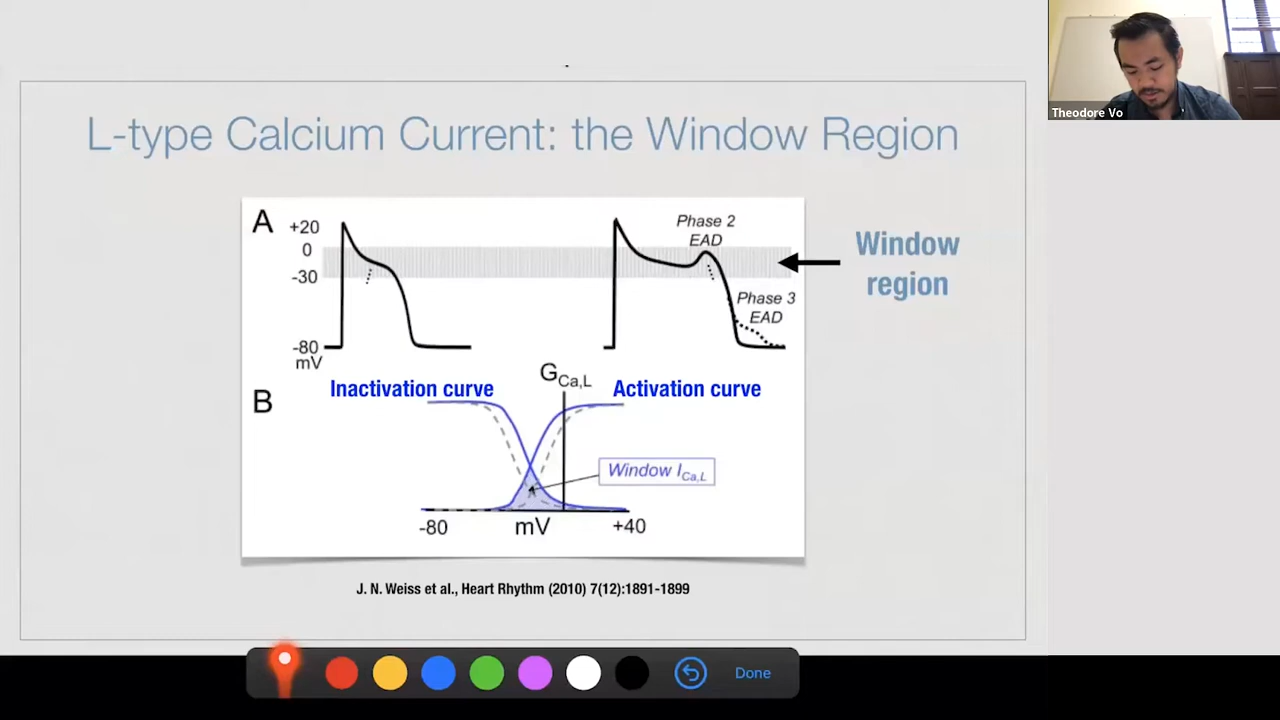 Theodore Vo
L-type Calcium Current: the Window Region
A
+20
0
-30
-80
mV
Phase 2
EAD
Phase 3
EAD
Window
region
B
Inactivation curve
G Ca,L
Activation curve
Window I Ca,L
-80
mV
+40
J. N. Weiss et al., Heart Rhythm (2010) 7(12):1891-1899
Done